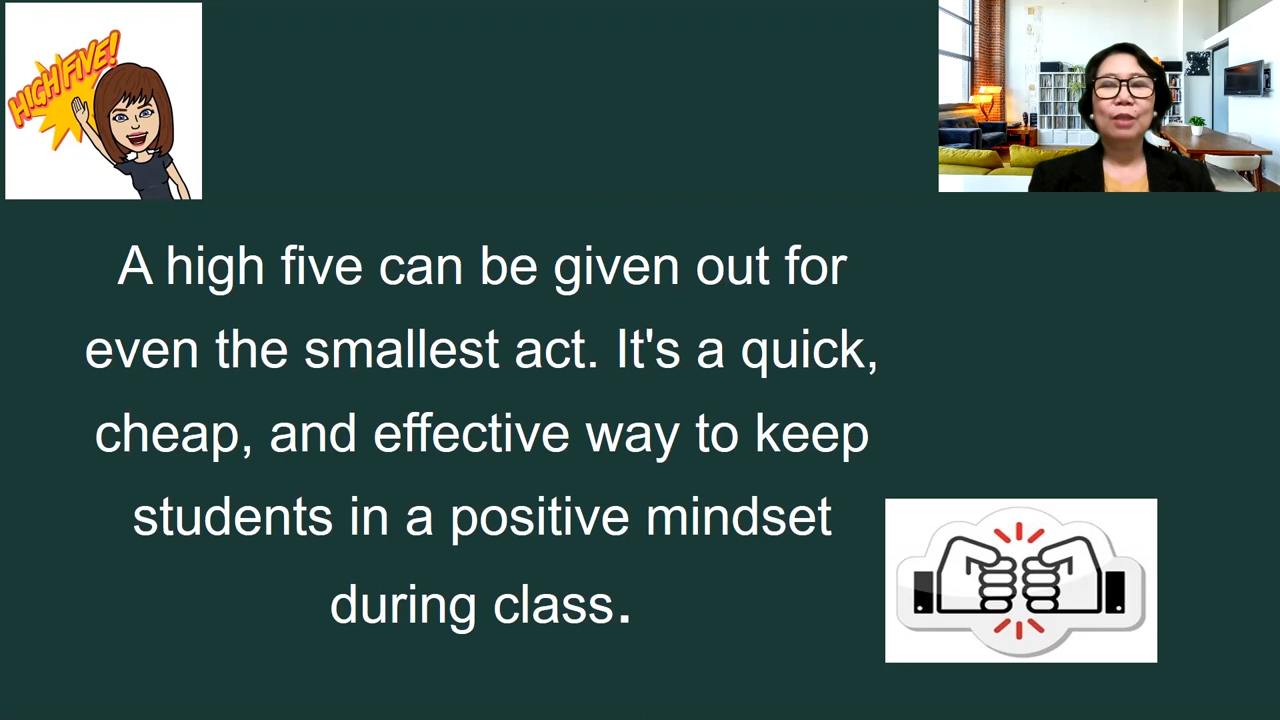 HIGH FIVE!
A high five can be given out for
even the smallest act. It's a quick,
cheap, and effective way to keep
students in a positive mindset
during class.